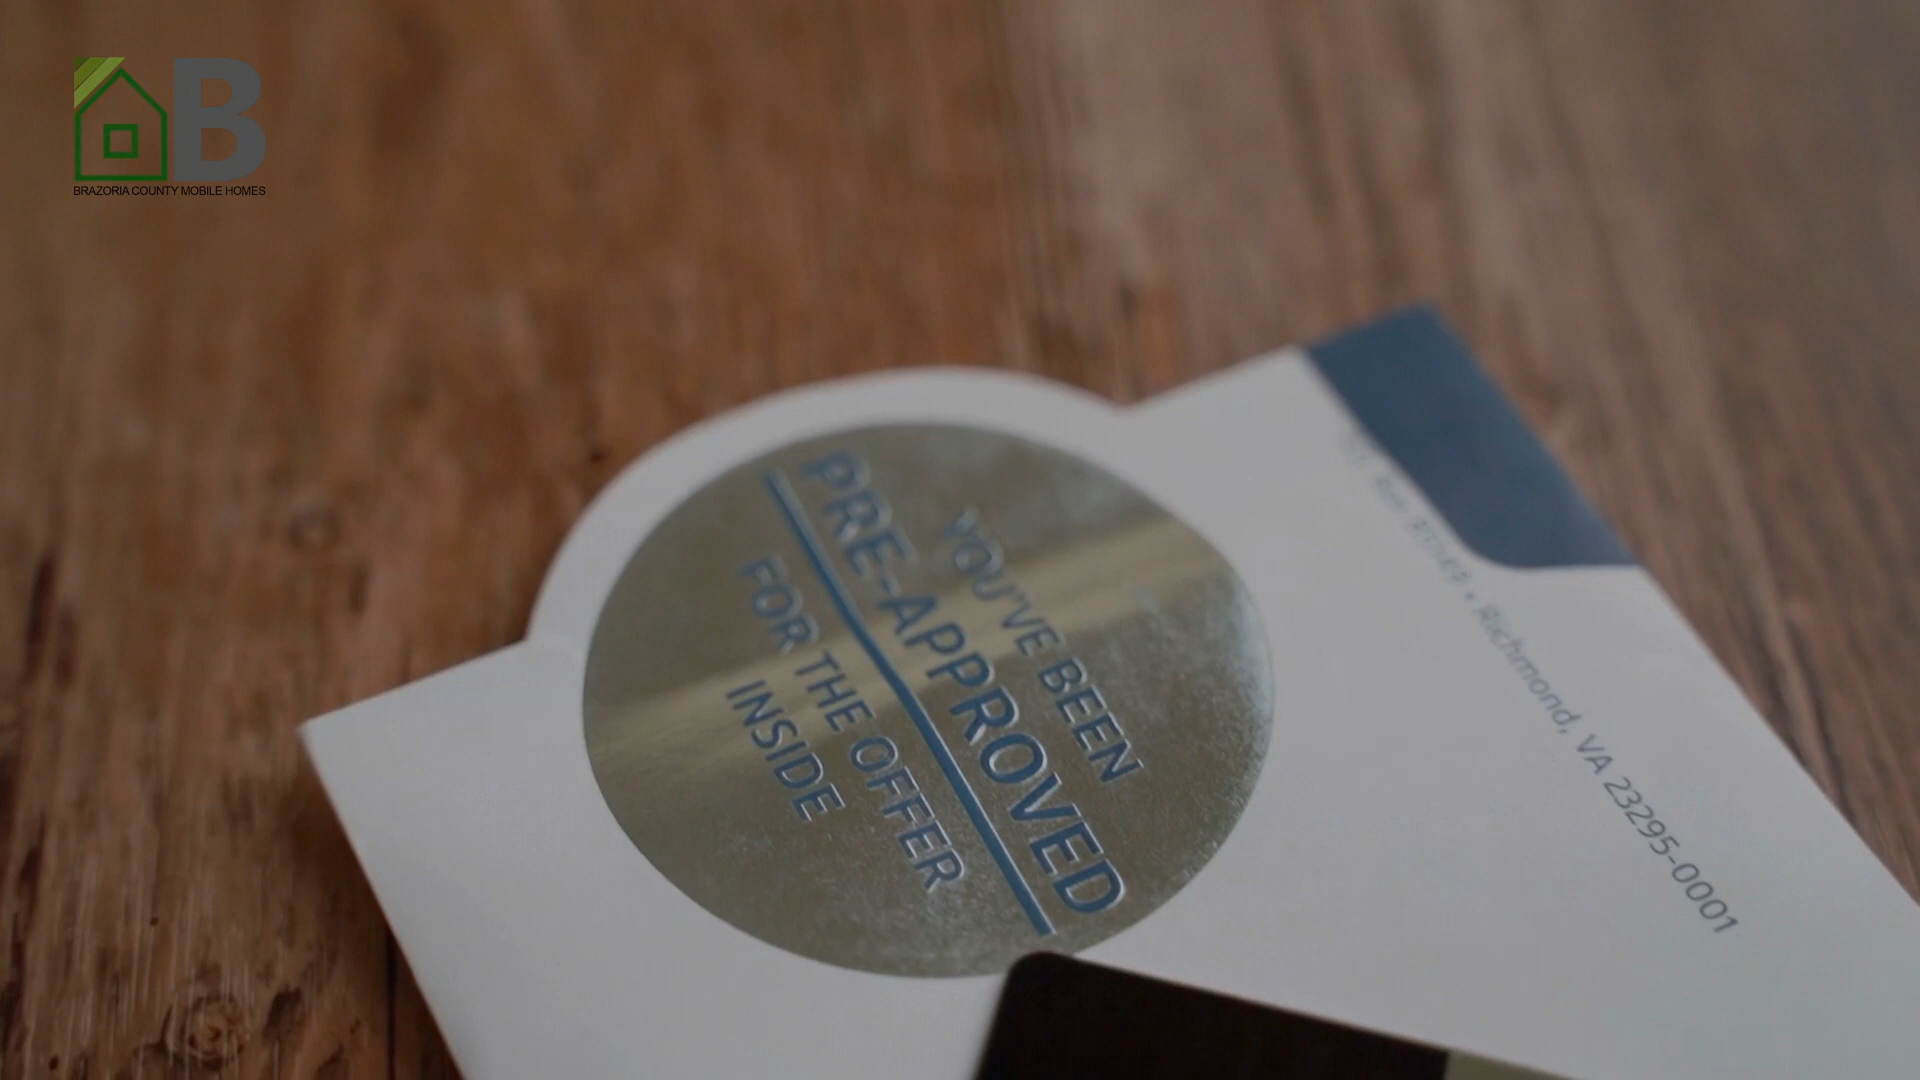 B
BRAZORIA COUNTY MOBILE HOMES
YOU'VE BEEN
PRE-APPROVED
FOR THE OFFER
INSIDE
Richmond, VA 23295-0001